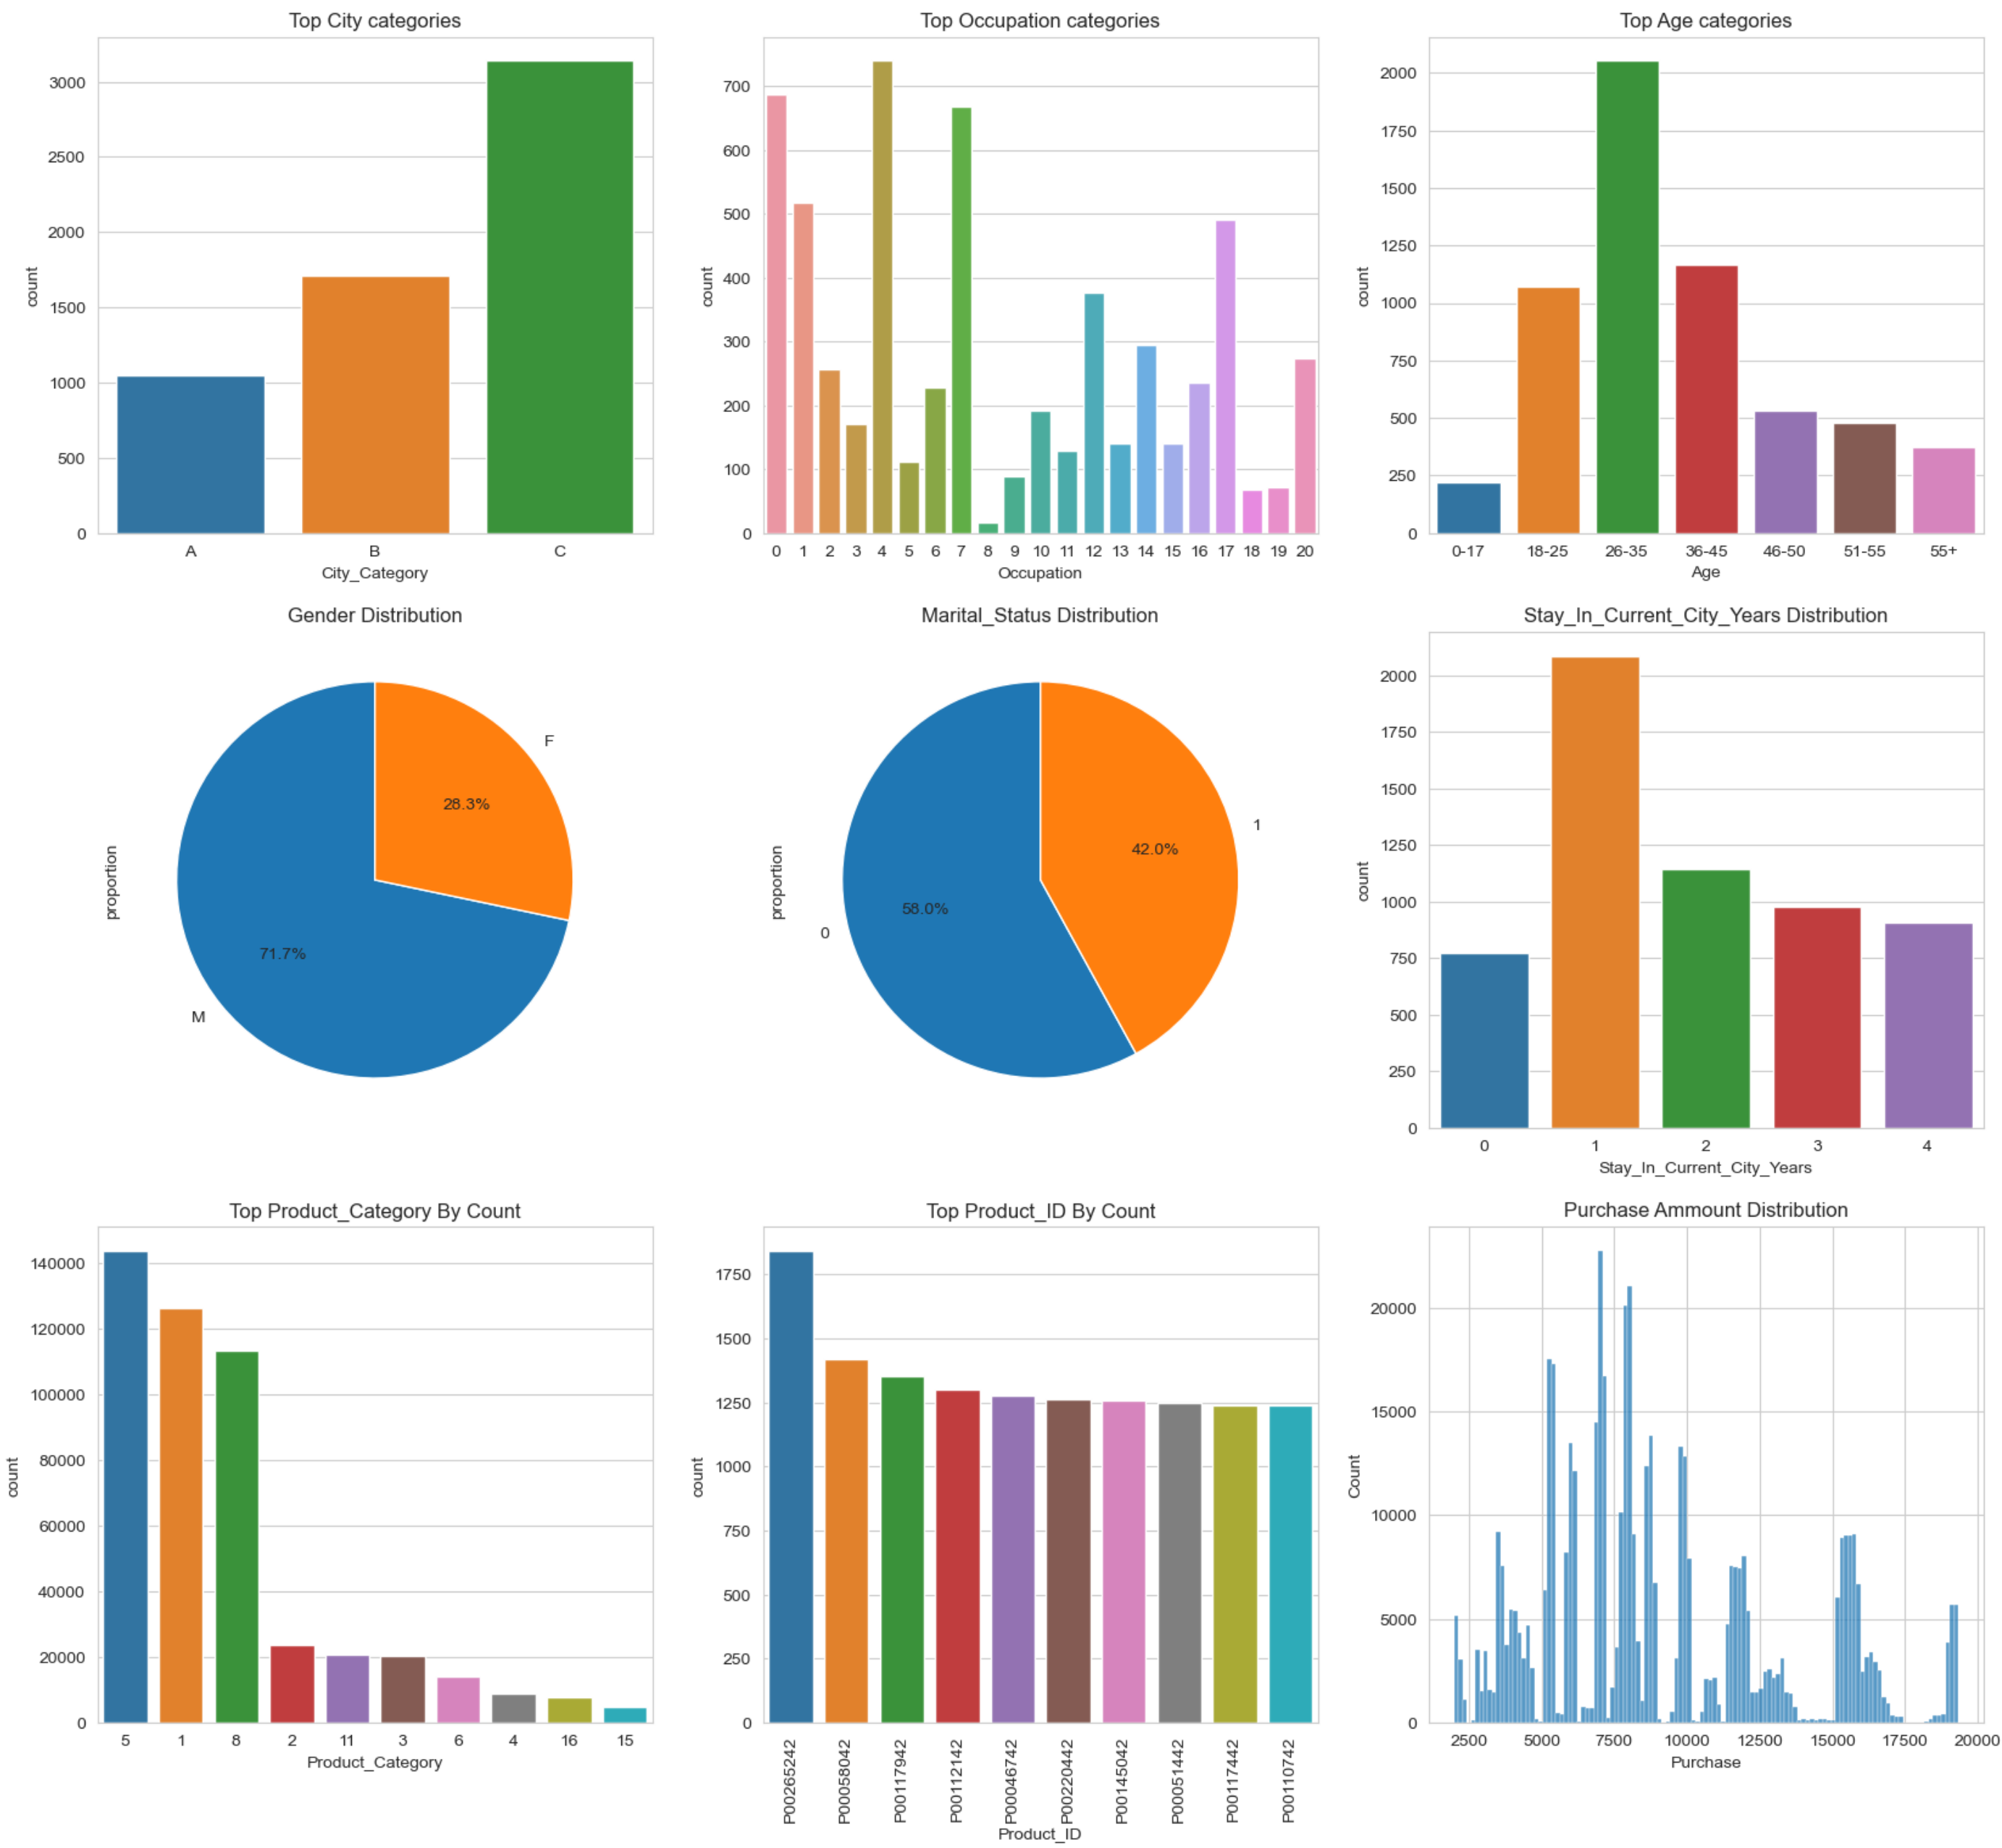 Top City categories
3000
2500
2000
1500
1000
500
0
count
A B C
City_Category
Top Occupation categories
700
600
500
400
300
200
100
0
count
0 1 2 3 4 5 6 7 8 9 10 11 12 13 14 15 16 17 18 19 20
Occupation
Top Age categories
2000
1750
1500
1250
1000
750
500
250
0
count
0-17 18-25 26-35 36-45 46-50 51-55 55+
Age
Gender Distribution
proportion
F
28.3%
71.7%
M
Marital_Status Distribution
proportion
1
42.0%
58.0%
0
Stay_In_Current_City_Years Distribution
2000
1750
1500
1250
1000
750
500
250
0
count
0 1 2 3 4
Stay_In_Current_City_Years
Top Product_Category By Count
140000
120000
100000
80000
60000
40000
20000
0
count
5 1 8 2 11 3 6 4 16 15
Product_Category
Top Product_ID By Count
1750
1500
1250
1000
750
500
250
0
count
P00265242
P00058042
P00117942
P00112142
P00046742
P00220442
P00145042
P00051442
P00117442
P00110742
Product_ID
Purchase Ammount Distribution
20000
15000
10000
5000
0
Count
2500 5000 7500 10000 12500 15000 17500 20000
Purchase